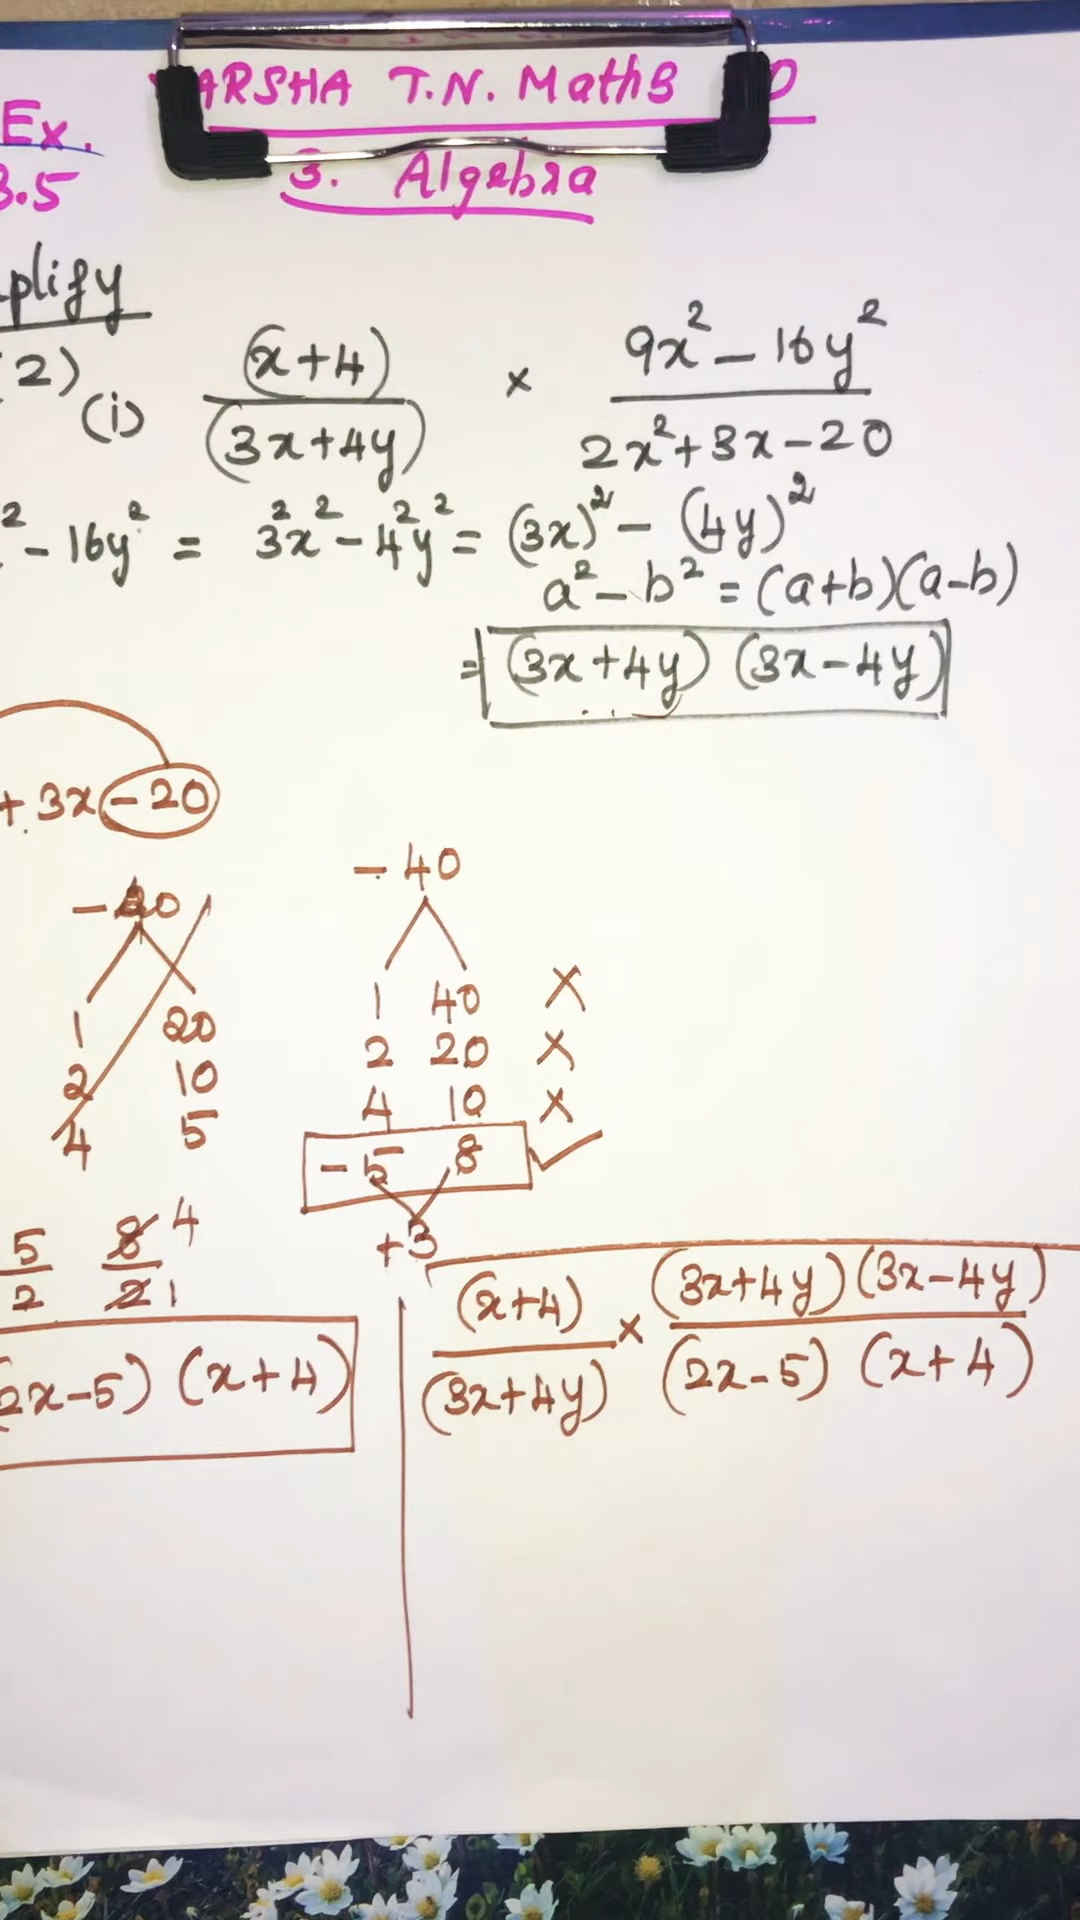 ARSHA T.N. Maths
Ex.
3.5
3. Algebra
plify
2) (i) (x+4)/(3x+4y) × 9x² - 16y²/2x²+3x-20
² - 16y² = 3²x² - 4²y² = (3x)² - (4y)²
a² - b² = (a+b)(a-b)
= (3x+4y) (3x-4y)
+ 3x -20
- 40
1 20
2 10
4 5
- 40
1 40 ×
2 20 ×
4 10 ×
-5 8 ✓
+3
5/2 8/2 4 1
(2x-5) (x+4)
(x+4)/(3x+4y) × (3x+4y)(3x-4y)/(2x-5) (x+4)